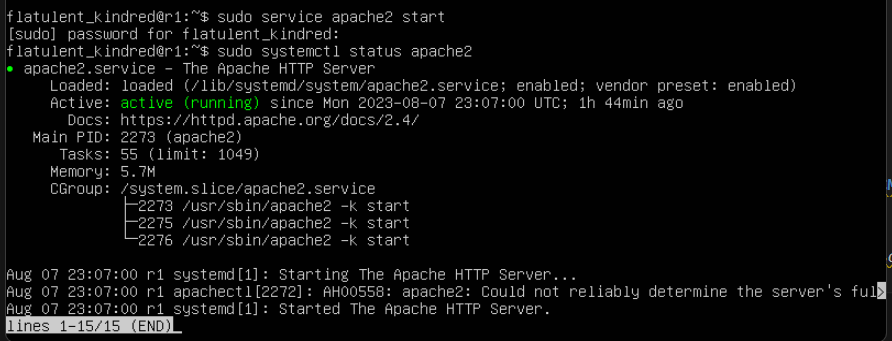 flatulent_kindred@r1:~$ sudo service apache2 start
[sudo] password for flatulent_kindred:
flatulent_kindred@r1:~$ sudo systemctl status apache2
● apache2.service - The Apache HTTP Server
Loaded: loaded (/lib/systemd/system/apache2.service; enabled; vendor preset: enabled)
Active: active (running) since Mon 2023-08-07 23:07:00 UTC; 1h 44min ago
Docs: https://httpd.apache.org/docs/2.4/
Main PID: 2273 (apache2)
Tasks: 55 (limit: 1049)
Memory: 5.7M
CGroup: /system.slice/apache2.service
├─2273 /usr/sbin/apache2 -k start
├─2275 /usr/sbin/apache2 -k start
└─2276 /usr/sbin/apache2 -k start
Aug 07 23:07:00 r1 systemd[1]: Starting The Apache HTTP Server...
Aug 07 23:07:00 r1 apachectl[2272]: AH00558: apache2: Could not reliably determine the server's ful>
Aug 07 23:07:00 r1 systemd[1]: Started The Apache HTTP Server.
lines 1-15/15 (END)